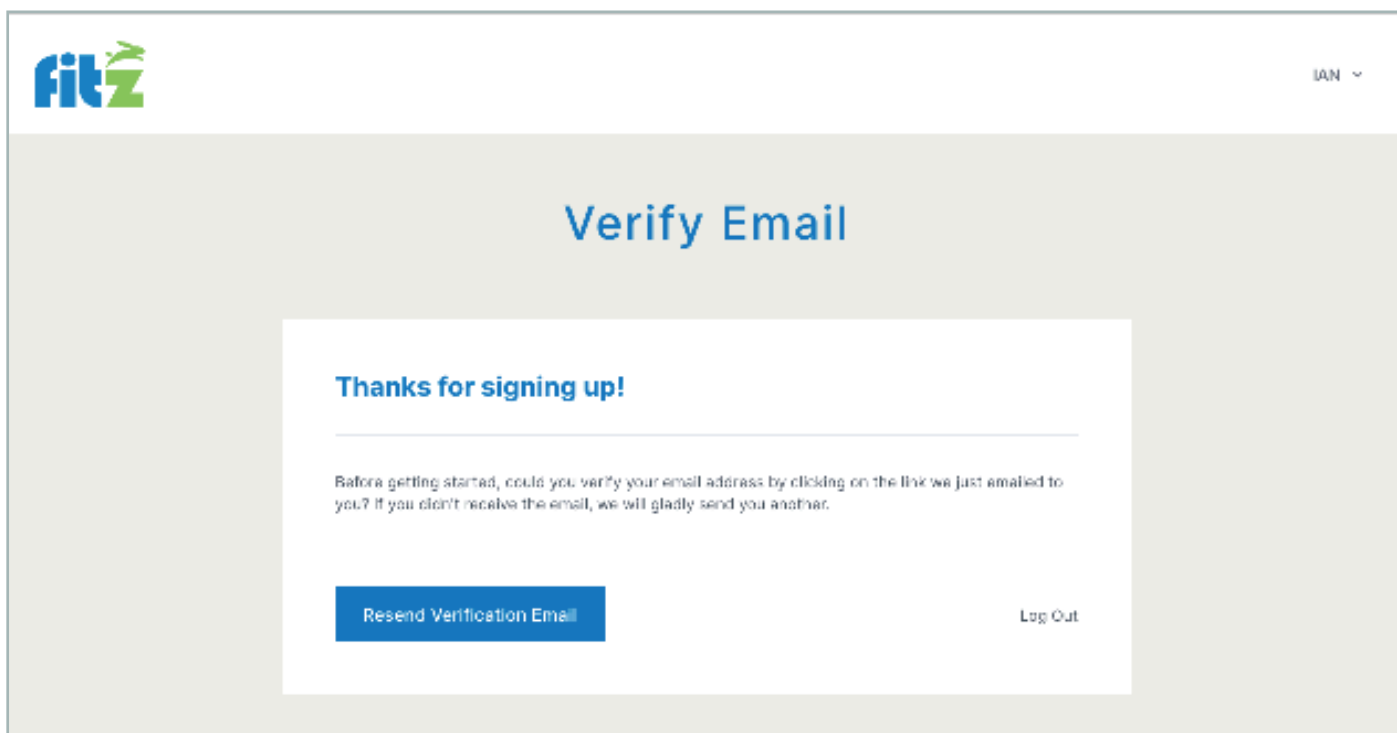 fitz
IAN
Verify Email
Thanks for signing up!
Before getting started, could you verify your email address by clicking on the link we just emailed to
you? If you didn't receive the email, we will gladly send you another.
Resend Verification Email
Log Out